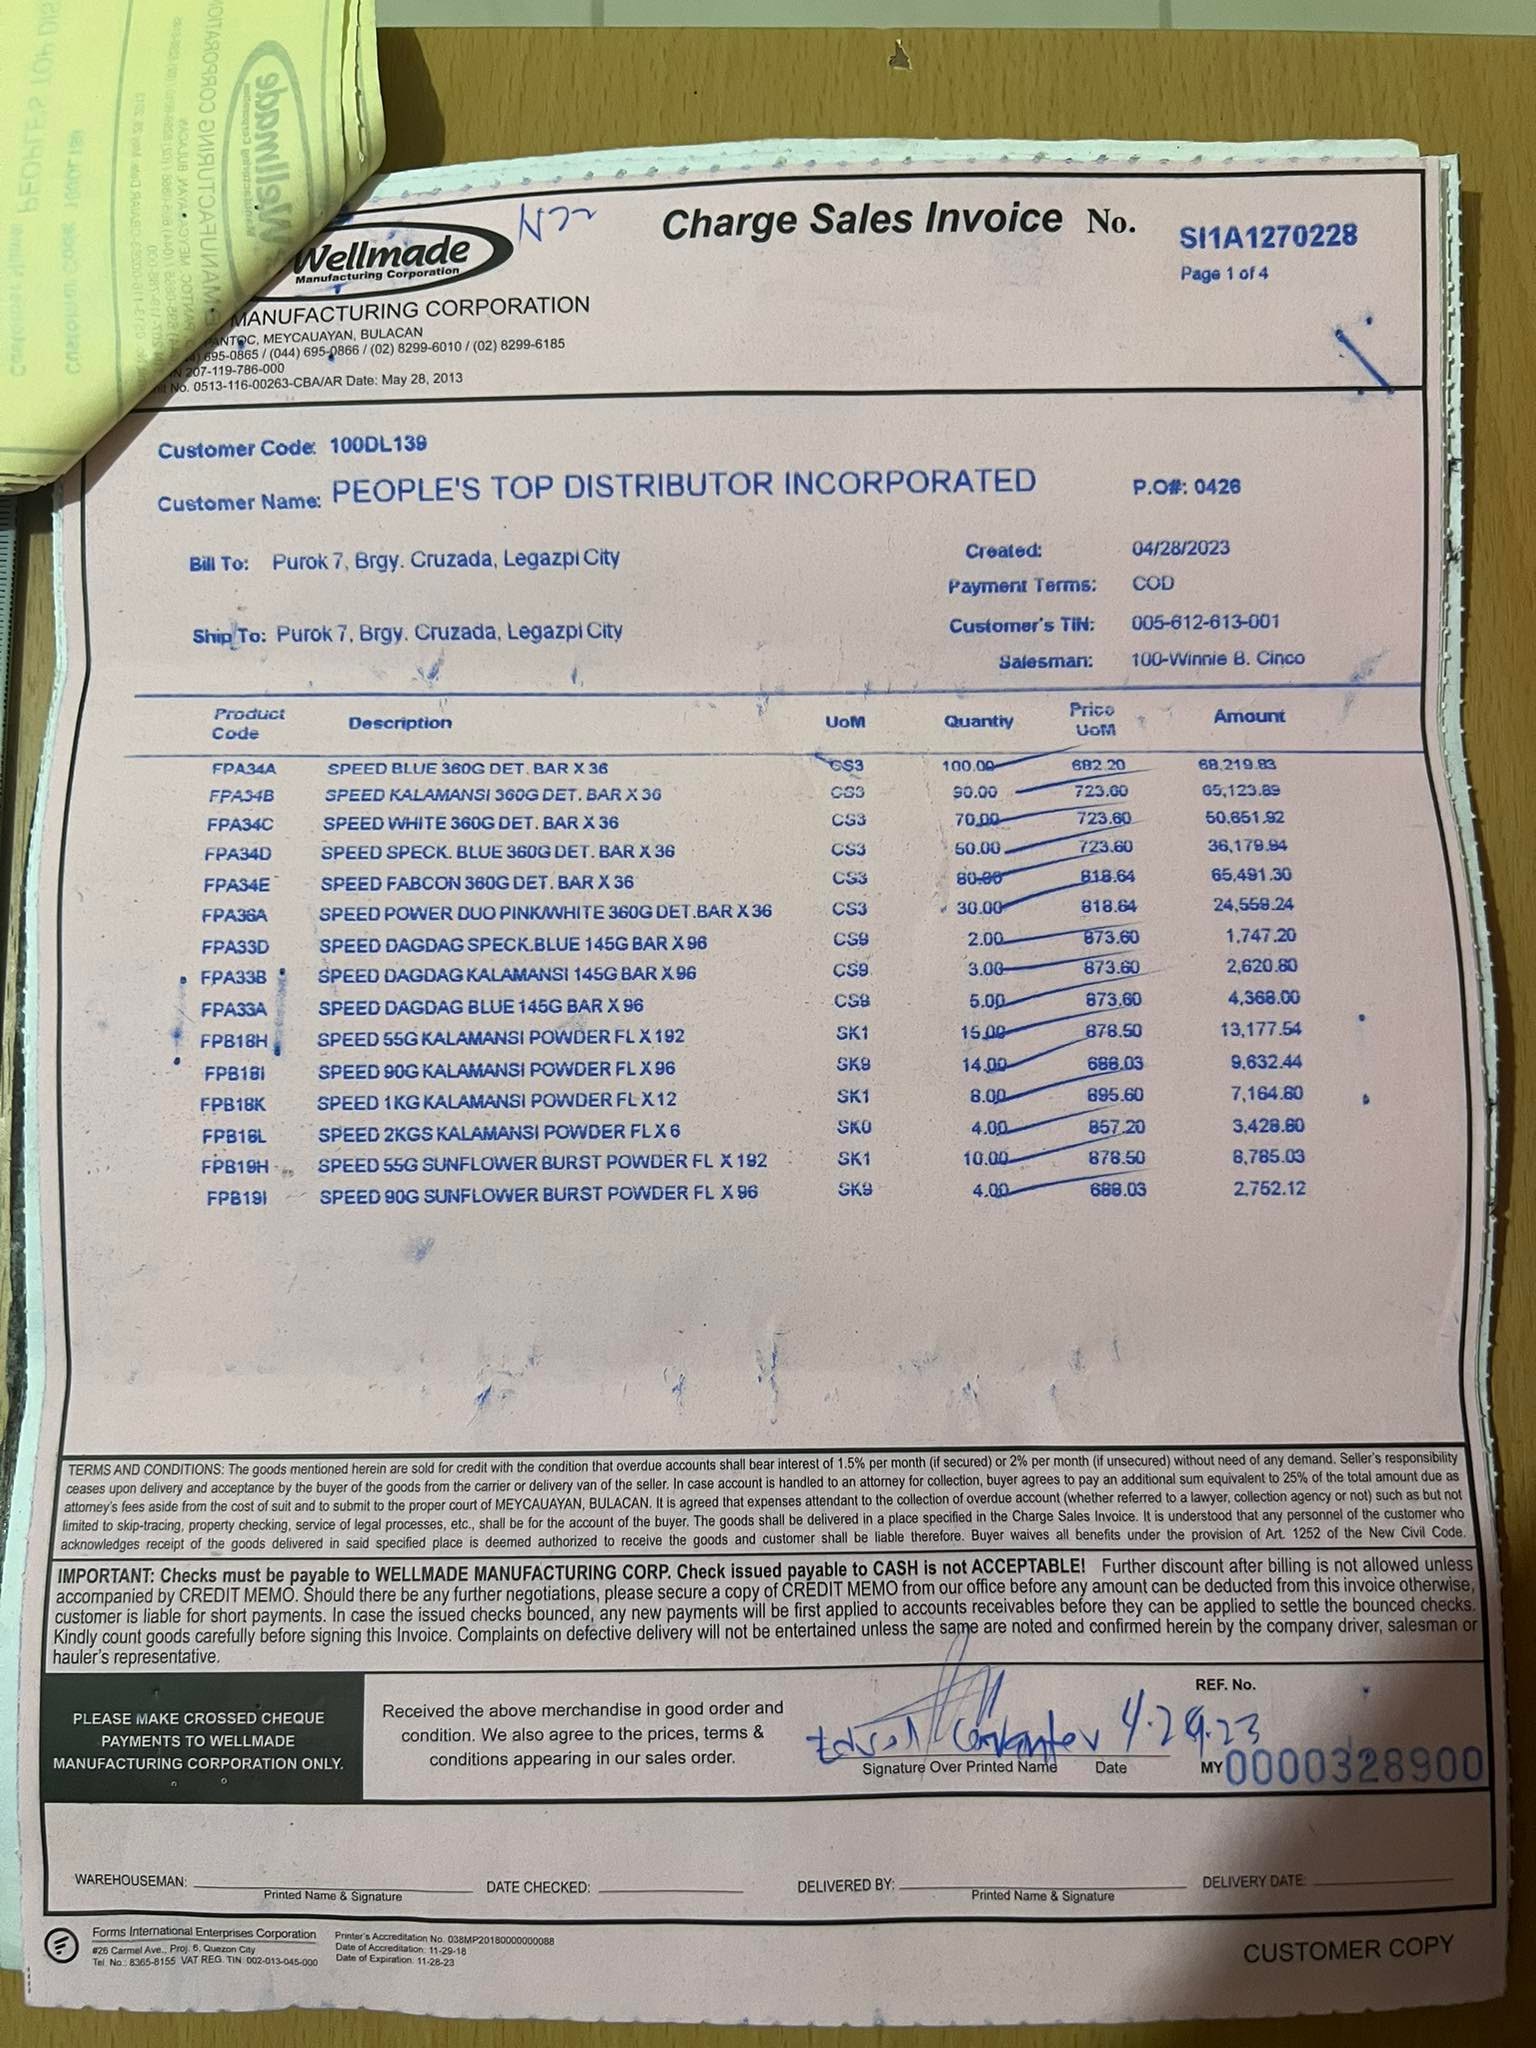 Wellmade
Manufacturing Corporation
Charge Sales Invoice No. SI1A1270228
Page 1 of 4
MANUFACTURING CORPORATION
PANTOC, MEYCAUAYAN, BULACAN
695-0865 / (044) 695-0866 / (02) 8299-6010 / (02) 8299-6185
207-119-786-000
No. 0513-116-00263-CBA/AR Date: May 28, 2013
Customer Code: 100DL139
Customer Name: PEOPLE'S TOP DISTRIBUTOR INCORPORATED P.O#: 0426
Bill To: Purok 7, Brgy. Cruzada, Legazpi City
Created: 04/28/2023
Payment Terms: COD
Ship To: Purok 7, Brgy. Cruzada, Legazpi City
Customer's TIN: 005-612-613-001
Salesman: 100-Winnie B. Cinco
Product Code Description UoM Quantiy Price UoM Amount
FPA34A SPEED BLUE 360G DET. BAR X 36 CS3 100.00 682.20 68,219.83
FPA34B SPEED KALAMANSI 360G DET. BAR X 36 CS3 90.00 723.60 65,123.89
FPA34C SPEED WHITE 360G DET. BAR X 36 CS3 70.00 723.60 50,651.92
FPA34D SPEED SPECK. BLUE 360G DET. BAR X 36 CS3 50.00 723.60 36,179.94
FPA34E SPEED FABCON 360G DET. BAR X 36 CS3 80.00 818.64 65,491.30
FPA36A SPEED POWER DUO PINK/WHITE 360G DET.BAR X 36 CS3 30.00 818.64 24,559.24
FPA33D SPEED DAGDAG SPECK.BLUE 145G BAR X 96 CS9 2.00 873.60 1,747.20
FPA33B SPEED DAGDAG KALAMANSI 145G BAR X 96 CS9 3.00 873.60 2,620.80
FPA33A SPEED DAGDAG BLUE 145G BAR X 96 CS9 5.00 873.60 4,368.00
FPB18H SPEED 55G KALAMANSI POWDER FL X 192 SK1 15.00 878.50 13,177.54
FPB18I SPEED 90G KALAMANSI POWDER FL X 96 SK9 14.00 688.03 9,632.44
FPB18K SPEED 1KG KALAMANSI POWDER FL X 12 SK1 8.00 895.60 7,164.80
FPB18L SPEED 2KGS KALAMANSI POWDER FL X 6 SK0 4.00 857.20 3,428.80
FPB19H SPEED 55G SUNFLOWER BURST POWDER FL X 192 SK1 10.00 878.50 8,785.03
FPB19I SPEED 90G SUNFLOWER BURST POWDER FL X 96 SK9 4.00 688.03 2,752.12
TERMS AND CONDITIONS: The goods mentioned herein are sold for credit with the condition that overdue accounts shall bear interest of 1.5% per month (if secured) or 2% per month (if unsecured) without need of any demand. Seller's responsibility
ceases upon delivery and acceptance by the buyer of the goods from the carrier or delivery van of the seller. In case account is handled to an attorney for collection, buyer agrees to pay an additional sum equivalent to 25% of the total amount due as
attorney's fees aside from the cost of suit and to submit to the proper court of MEYCAUAYAN, BULACAN. It is agreed that expenses attendant to the collection of overdue account (whether referred to a lawyer, collection agency or not) such as but not
limited to skip-tracing, property checking, service of legal processes, etc., shall be for the account of the buyer. The goods shall be delivered in a place specified in the Charge Sales Invoice. It is understood that any personnel of the customer who
acknowledges receipt of the goods delivered in said specified place is deemed authorized to receive the goods and customer shall be liable therefore. Buyer waives all benefits under the provision of Art. 1252 of the New Civil Code.
IMPORTANT: Checks must be payable to WELLMADE MANUFACTURING CORP. Check issued payable to CASH is not ACCEPTABLE! Further discount after billing is not allowed unless
accompanied by CREDIT MEMO. Should there be any further negotiations, please secure a copy of CREDIT MEMO from our office before any amount can be deducted from this invoice otherwise,
customer is liable for short payments. In case the issued checks bounced, any new payments will be first applied to accounts receivables before they can be applied to settle the bounced checks.
Kindly count goods carefully before signing this Invoice. Complaints on defective delivery will not be entertained unless the same are noted and confirmed herein by the company driver, salesman or
hauler's representative.
PLEASE MAKE CROSSED CHEQUE
PAYMENTS TO WELLMADE
MANUFACTURING CORPORATION ONLY.
Received the above merchandise in good order and
condition. We also agree to the prices, terms &
conditions appearing in our sales order.
4.29.23
Signature Over Printed Name Date
REF. No.
MY 0000328900
WAREHOUSEMAN: DATE CHECKED: DELIVERED BY: DELIVERY DATE:
Printed Name & Signature Printed Name & Signature
Forms International Enterprises Corporation
#26 Carmel Ave., Proj. 6, Quezon City
Tel. No.: 8365-8155 VAT REG. TIN: 002-013-045-000
Printer's Accreditation No. 038MP20180000000088
Date of Accreditation: 11-29-18
Date of Expiration: 11-28-23
CUSTOMER COPY